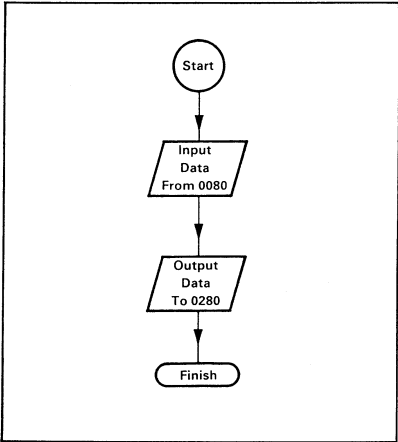 Start
Input
Data
From 0080
Output
Data
To 0280
Finish